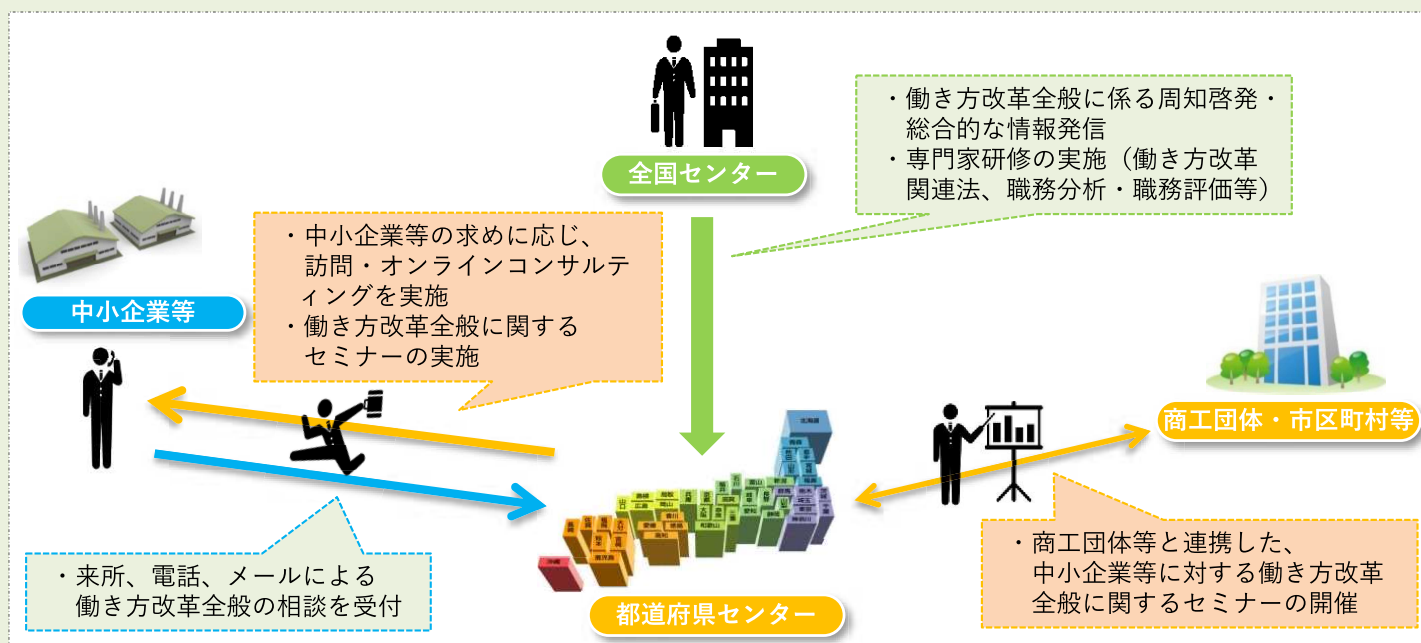 全国センター
・働き方改革全般に係る周知啓発・
総合的な情報発信
・専門家研修の実施（働き方改革
関連法、職務分析・職務評価等）
中小企業等
・中小企業等の求めに応じ、
訪問・オンラインコンサルテ
ィングを実施
・働き方改革全般に関する
セミナーの実施
商工団体・市区町村等
・来所、電話、メールによる
働き方改革全般の相談を受付
北海道
都道府県センター
・商工団体等と連携した、
中小企業等に対する働き方改革
全般に関するセミナーの開催